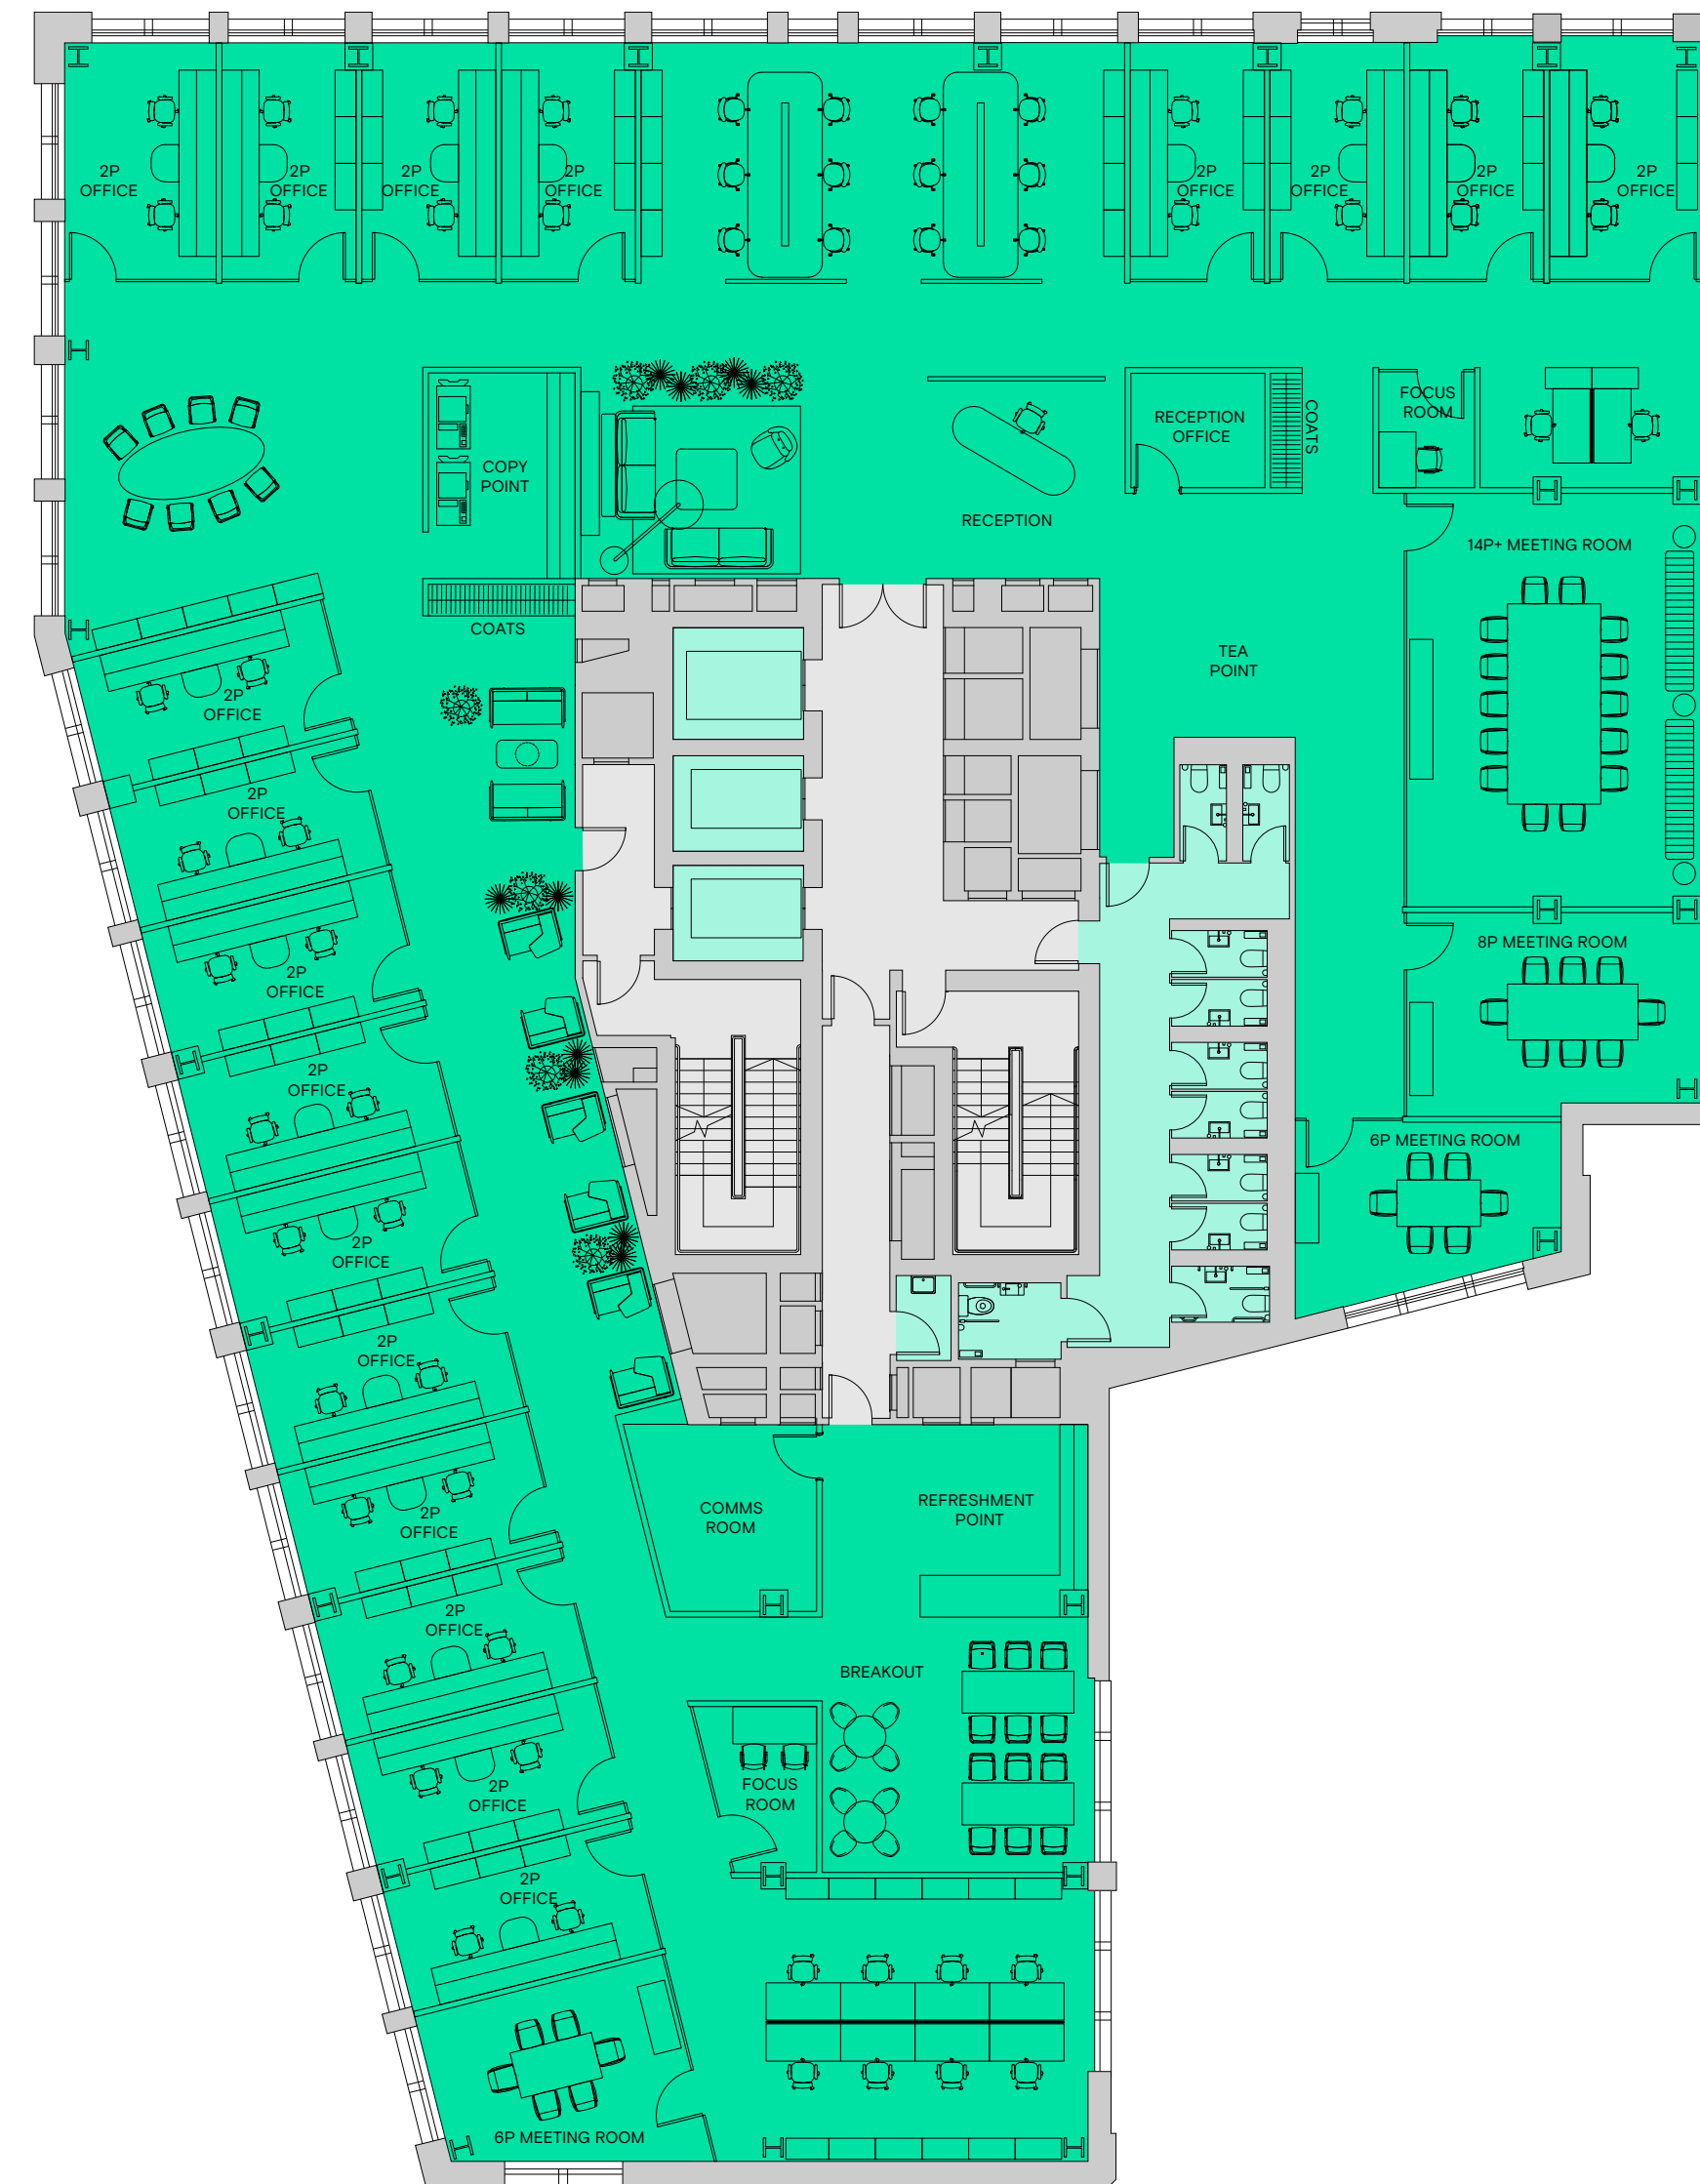 2P
OFFICE
2P
OFFICE
2P
OFFICE
2P
OFFICE
2P
OFFICE
2P
OFFICE
2P
OFFICE
2P
OFFICE
COPY
POINT
RECEPTION
RECEPTION
OFFICE
COATS
FOCUS
ROOM
14P+ MEETING ROOM
COATS
TEA
POINT
2P
OFFICE
2P
OFFICE
8P MEETING ROOM
2P
OFFICE
2P
OFFICE
6P MEETING ROOM
2P
OFFICE
2P
OFFICE
COMMS
ROOM
REFRESHMENT
POINT
2P
OFFICE
2P
OFFICE
BREAKOUT
FOCUS
ROOM
2P
OFFICE
2P
OFFICE
6P MEETING ROOM